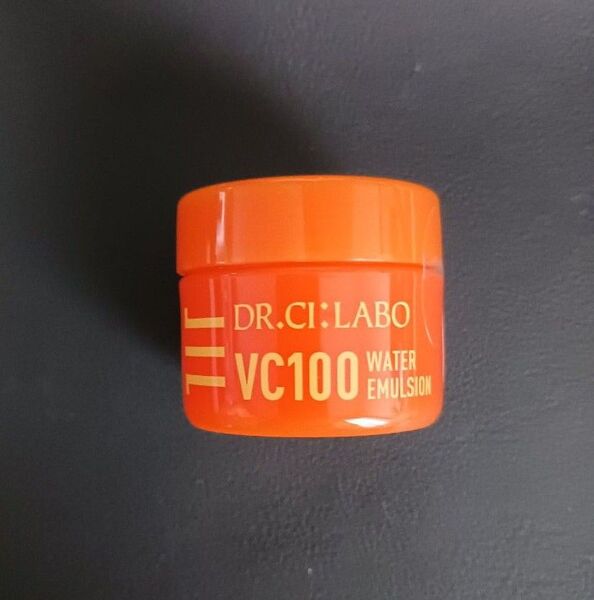 DR.CI:LABO
VC100
WATER
EMULSION